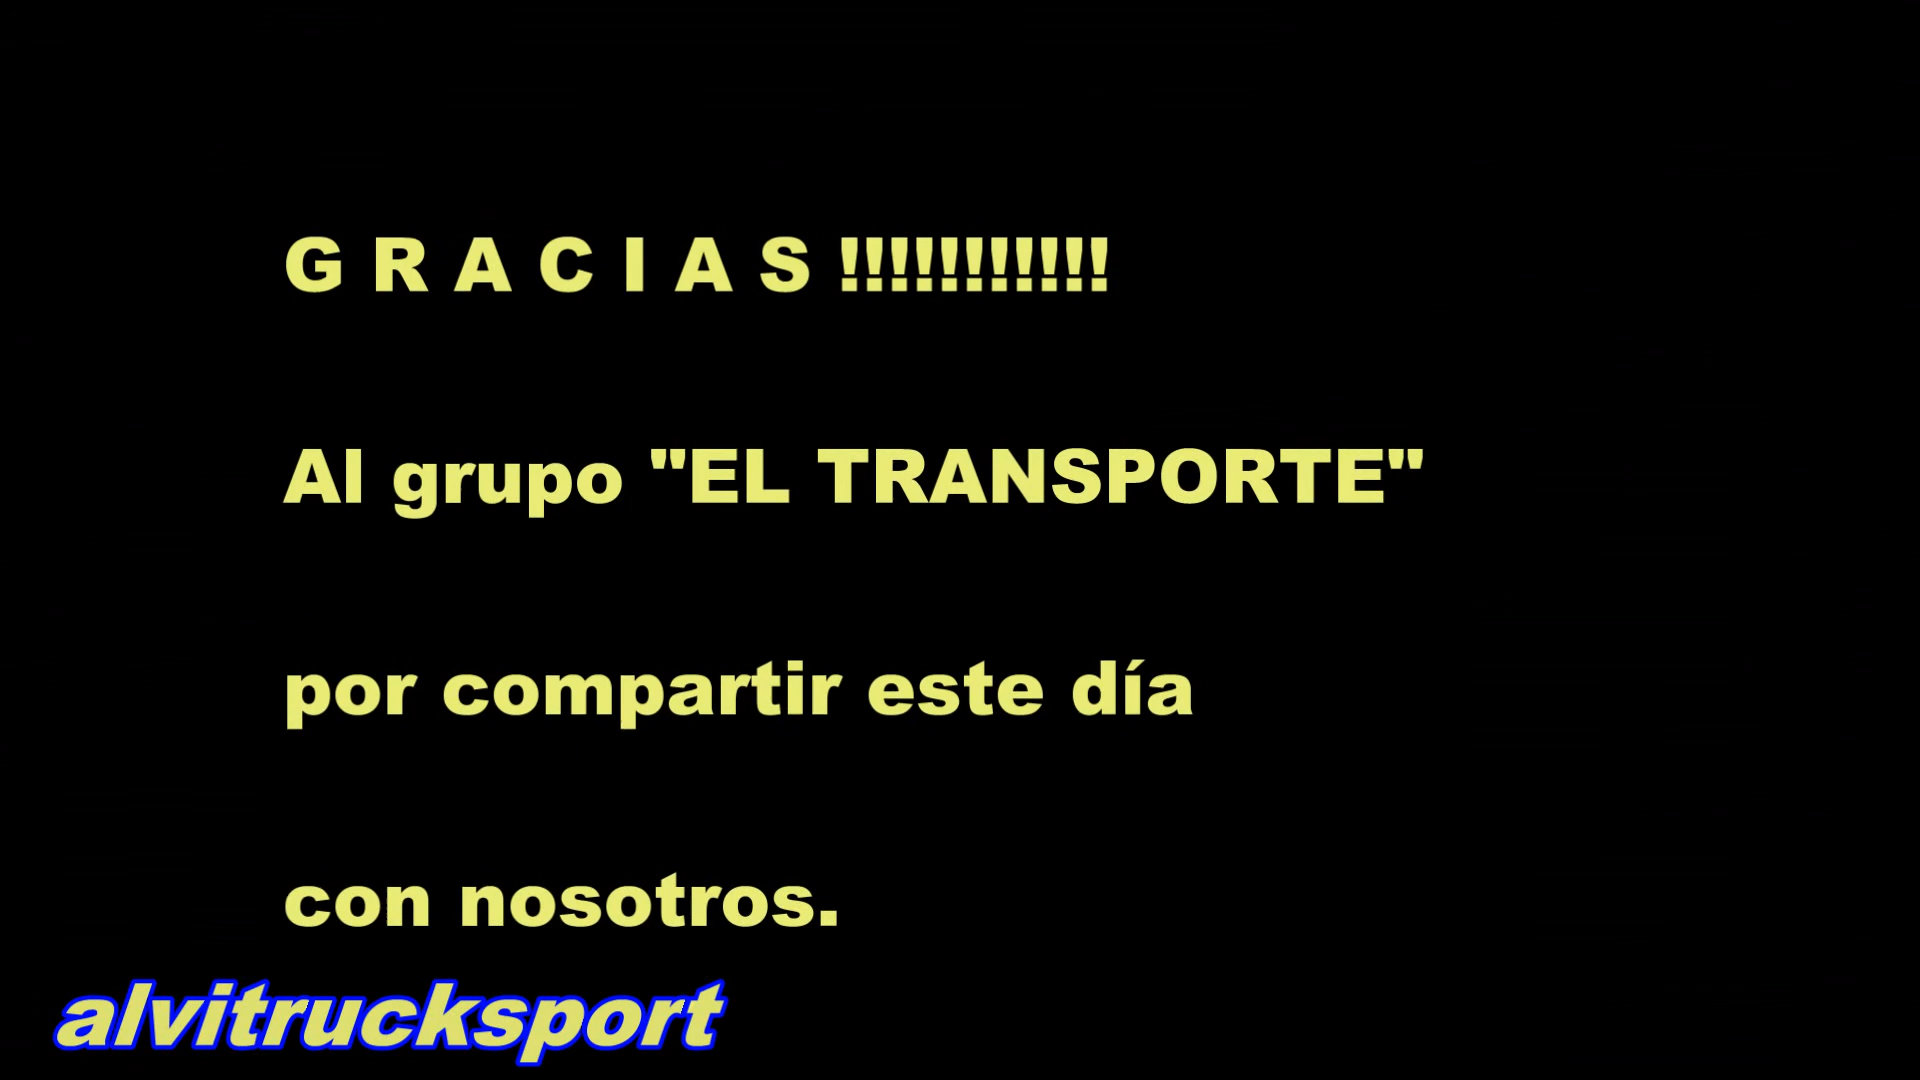 G R A C I A S !!!!!!!!!!!
Al grupo "EL TRANSPORTE"
por compartir este día
con nosotros.
alvitrucksport